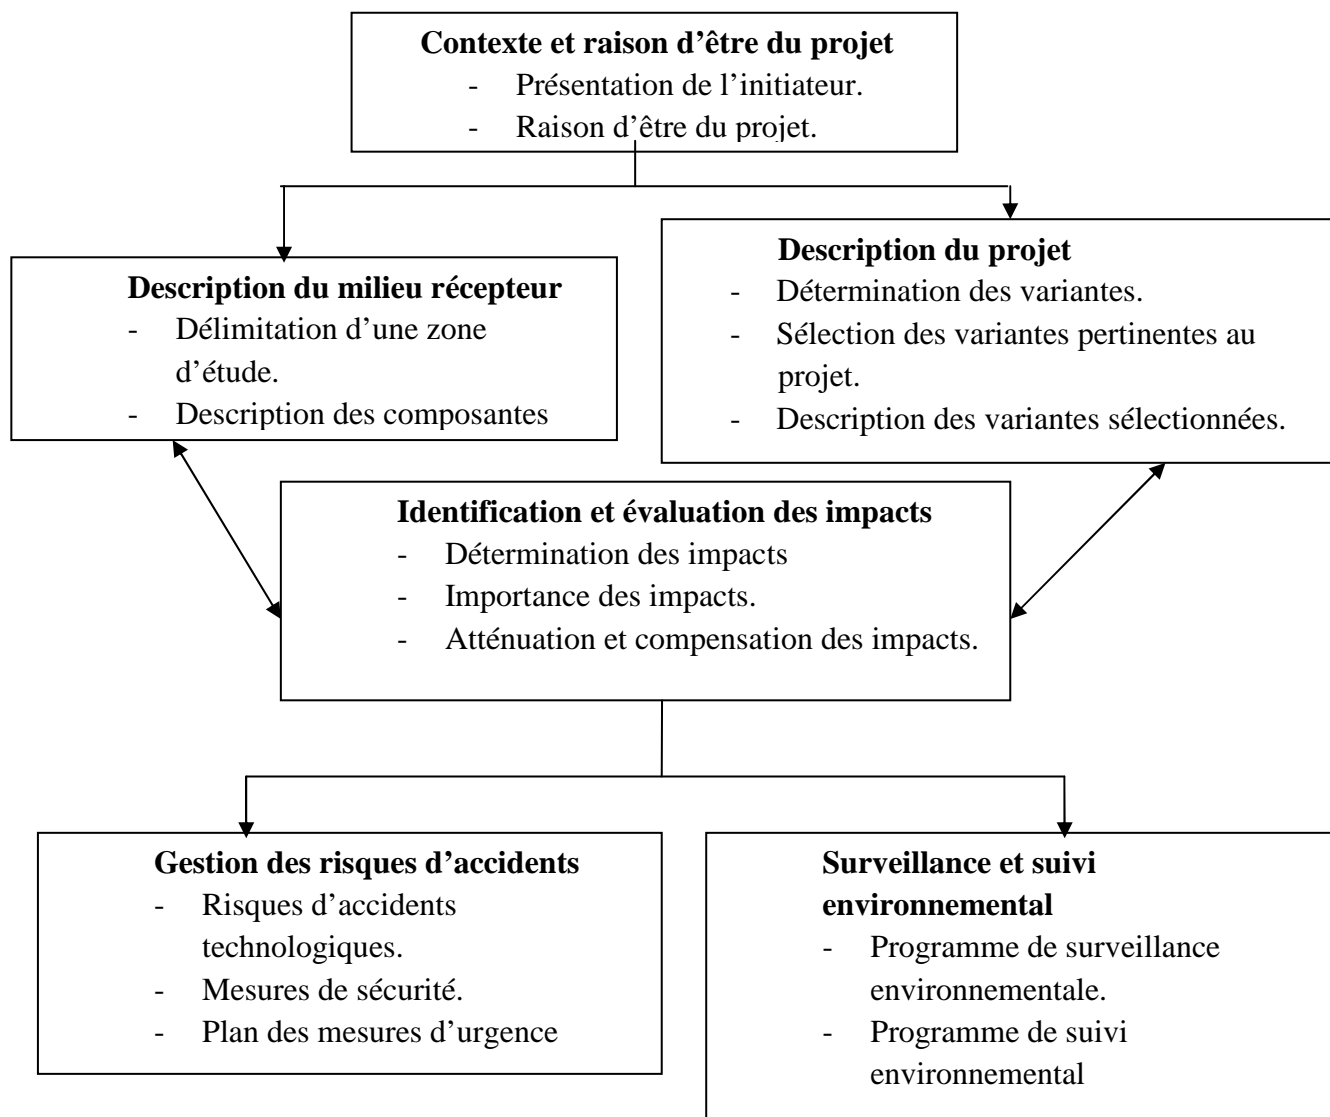 Contexte et raison d’être du projet
- Présentation de l’initiateur.
- Raison d’être du projet.
Description du milieu récepteur
- Délimitation d’une zone
d’étude.
- Description des composantes
Description du projet
- Détermination des variantes.
- Sélection des variantes pertinentes au
projet.
- Description des variantes sélectionnées.
Identification et évaluation des impacts
- Détermination des impacts
- Importance des impacts.
- Atténuation et compensation des impacts.
Gestion des risques d’accidents
- Risques d’accidents
technologiques.
- Mesures de sécurité.
- Plan des mesures d’urgence
Surveillance et suivi
environnemental
- Programme de surveillance
environnementale.
- Programme de suivi
environnemental